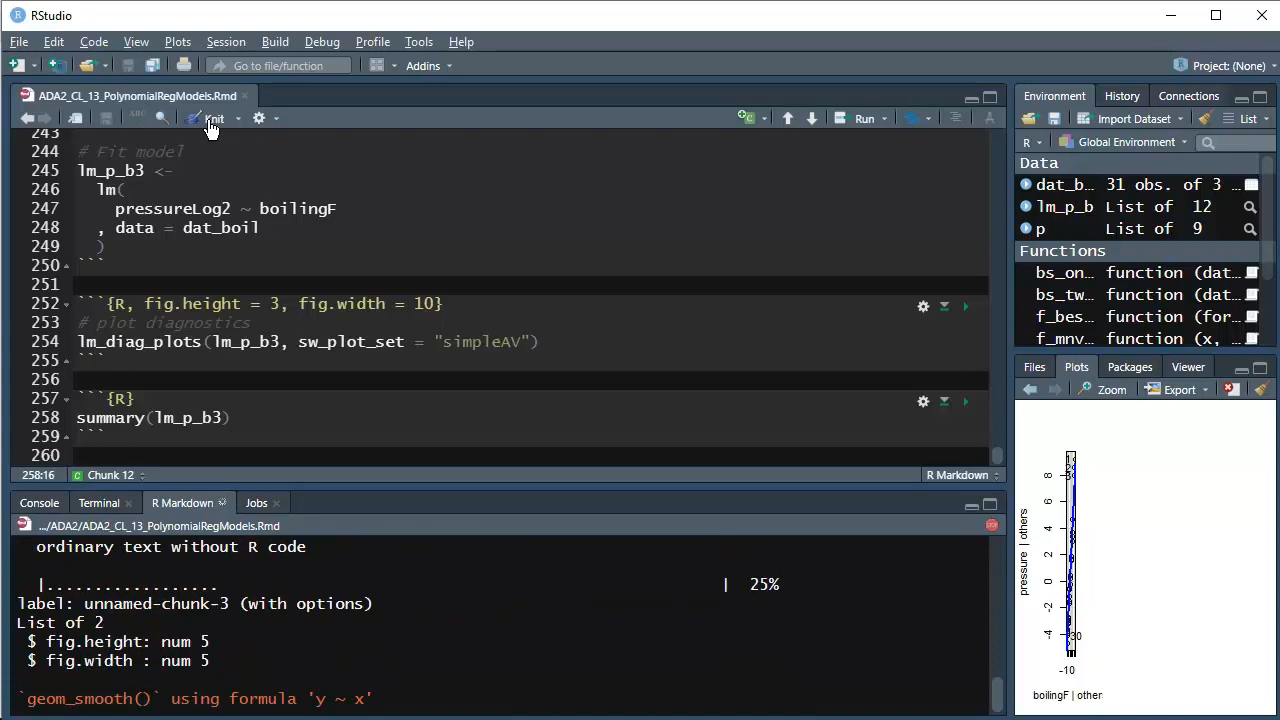 RStudio
File Edit Code View Plots Session Build Debug Profile Tools Help
Go to file/function Addins Project: (None)
ADA2_CL_13_PolynomialRegModels.Rmd
ABC Knit Run
243
244 # Fit model
245 lm_p_b3 <-
246 lm(
247 pressureLog2 ~ boilingF
248 , data = dat_boil
249 )
250 ```
251
252 ```{R, fig.height = 3, fig.width = 10}
253 # plot diagnostics
254 lm_diag_plots(lm_p_b3, sw_plot_set = "simpleAV")
255 ```
256
257 ```{R}
258 summary(lm_p_b3)
259 ```
260
258:16 Chunk 12 R Markdown
Console Terminal R Markdown Jobs
.../ADA2/ADA2_CL_13_PolynomialRegModels.Rmd
ordinary text without R code
|.................. | 25%
label: unnamed-chunk-3 (with options)
List of 2
$ fig.height: num 5
$ fig.width : num 5
`geom_smooth()` using formula 'y ~ x'
Environment History Connections
Import Dataset List
R Global Environment
Data
dat_b… 31 obs. of 3 …
lm_p_b List of 12
p List of 9
Functions
bs_on… function (dat…
bs_tw… function (dat…
f_bes… function (for…
f_mnv… function (x, …
Files Plots Packages Viewer
Zoom Export
pressure | others
8
6
4
2
0
-2
-4
30
-10
boilingF | other